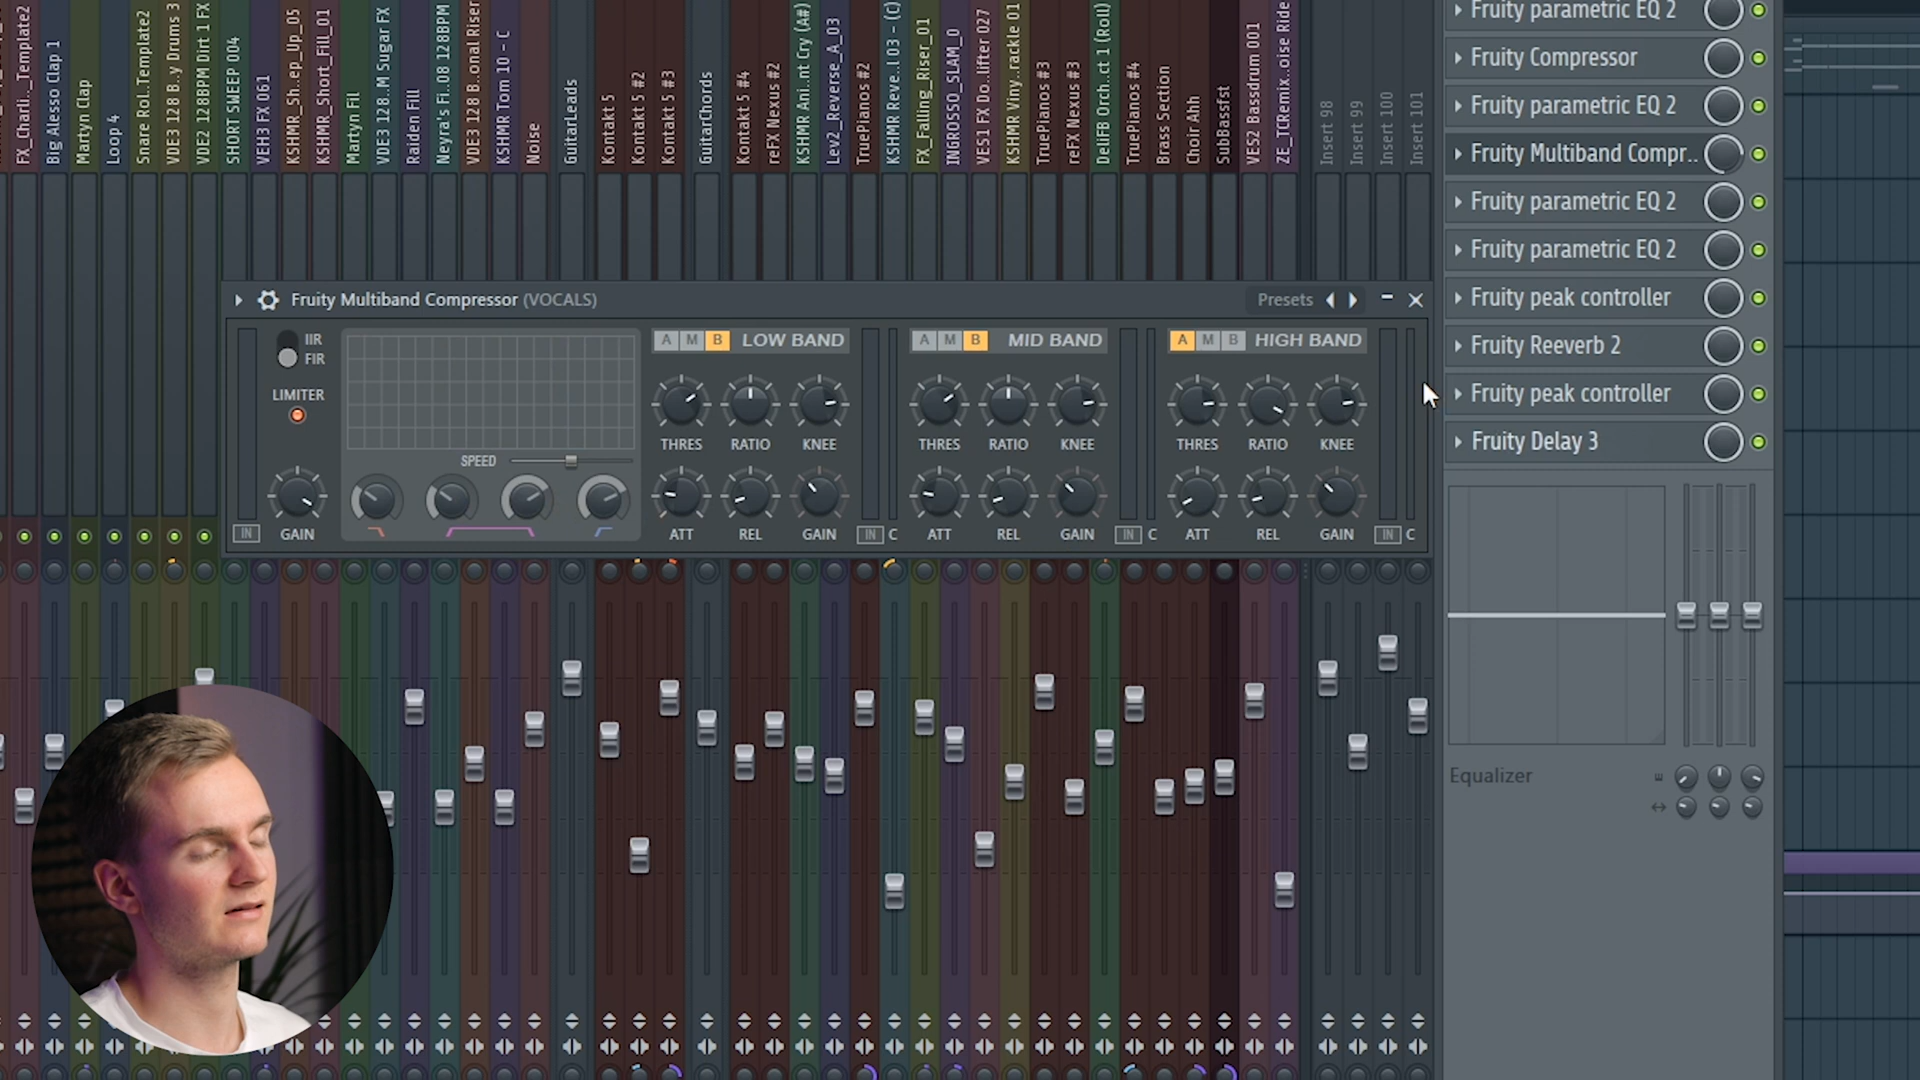 FX_Charli.._Template2
Big Alesso Clap 1
Martyn Clap
Loop 4
Snare Rol..Template2
VDE3 128 B..y Drums 3
VDE2 128BPM Dirt 1 FX
SHORT SWEEP 004
VEH3 FX 061
KSHMR_Sh..ep_Up_05
KSHMR_Short_Fill_01
Martyn Fil
VDE3 128..M Sugar FX
Raiden Fill
Neyra's Fi..08 128BPM
VDE3 128 B..onal Riser
KSHMR Tom 10 - C
Noise
GuitarLeads
Kontakt 5
Kontakt 5 #2
Kontakt 5 #3
GuitarChords
Kontakt 5 #4
reFX Nexus #2
KSHMR Ani..nt Cry (A#)
Lev2_Reverse_A_03
TruePianos #2
KSHMR Reve..l 03 - (C)
FX_Falling_Riser_01
INGROSSO_SLAM_0
VES1 FX Do..lifter 027
KSHMR Viny..rackle 01
TruePianos #3
reFX Nexus #3
DeliFB Orch..ct 1 (Roll)
TruePianos #4
Brass Section
Choir Ahh
SubBassfst
VES2 Bassdrum 001
ZE_TCRemix..oise Ride
Insert 98
Insert 99
Insert 100
Insert 101
Fruity parametric EQ 2
Fruity Compressor
Fruity parametric EQ 2
Fruity Multiband Compr..
Fruity parametric EQ 2
Fruity parametric EQ 2
Fruity peak controller
Fruity Reeverb 2
Fruity peak controller
Fruity Delay 3
Fruity Multiband Compressor (VOCALS)
Presets
IIR
FIR
LIMITER
GAIN
IN
SPEED
A M B LOW BAND
THRES RATIO KNEE
ATT REL GAIN
IN C
A M B MID BAND
THRES RATIO KNEE
ATT REL GAIN
IN C
A M B HIGH BAND
THRES RATIO KNEE
ATT REL GAIN
IN C
Equalizer